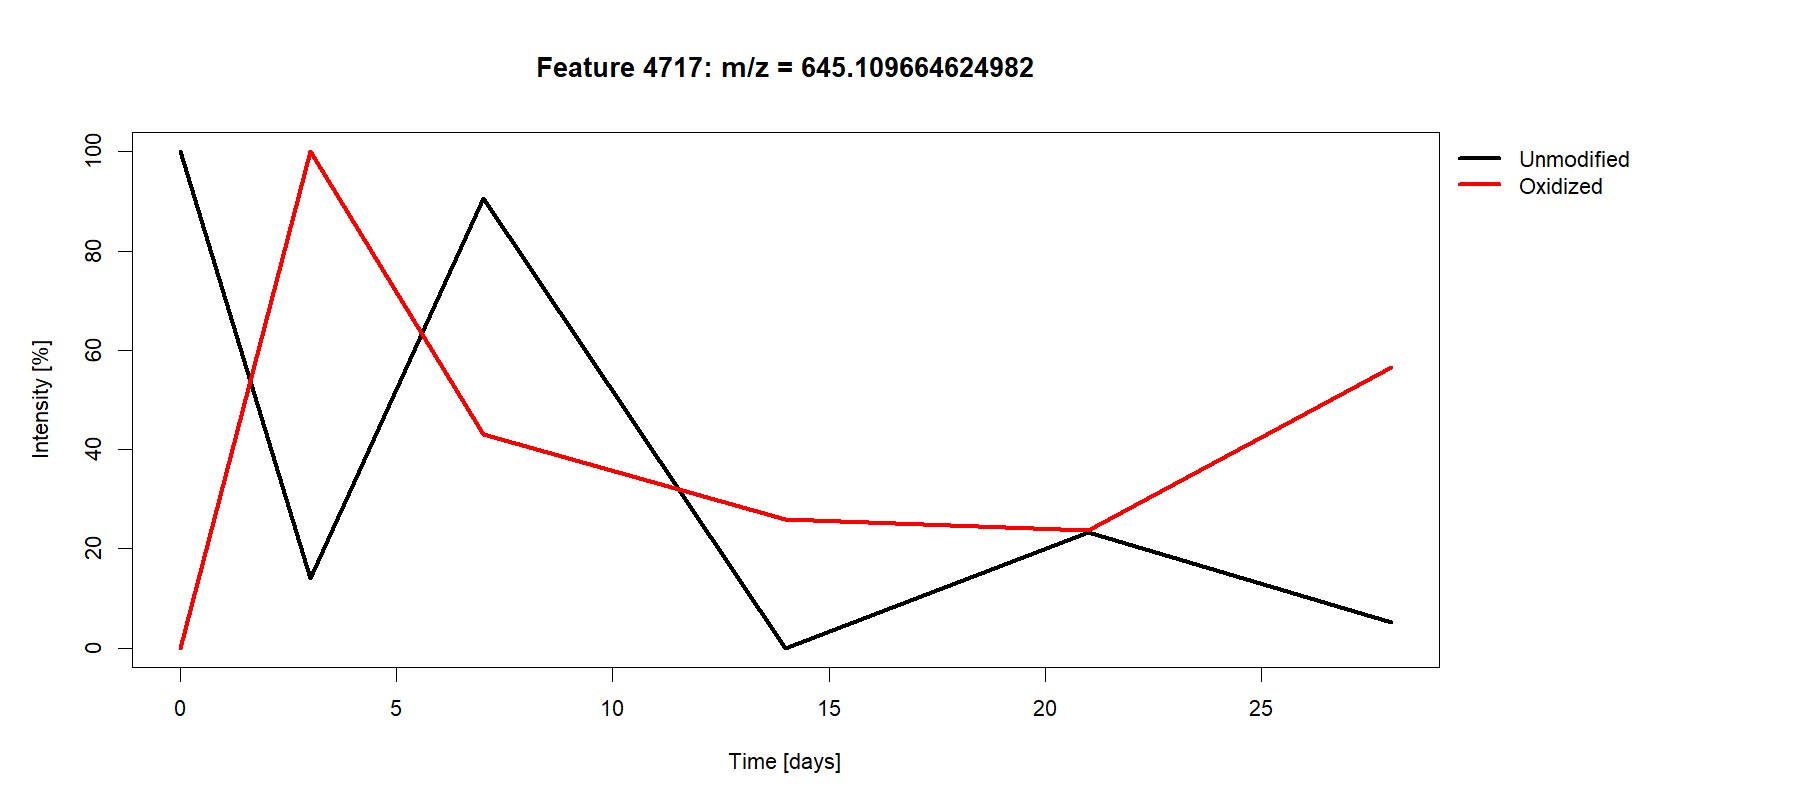 Feature 4717: m/z = 645.109664624982
Unmodified
Oxidized
Intensity [%]
100
80
60
40
20
0
0 5 10 15 20 25
Time [days]